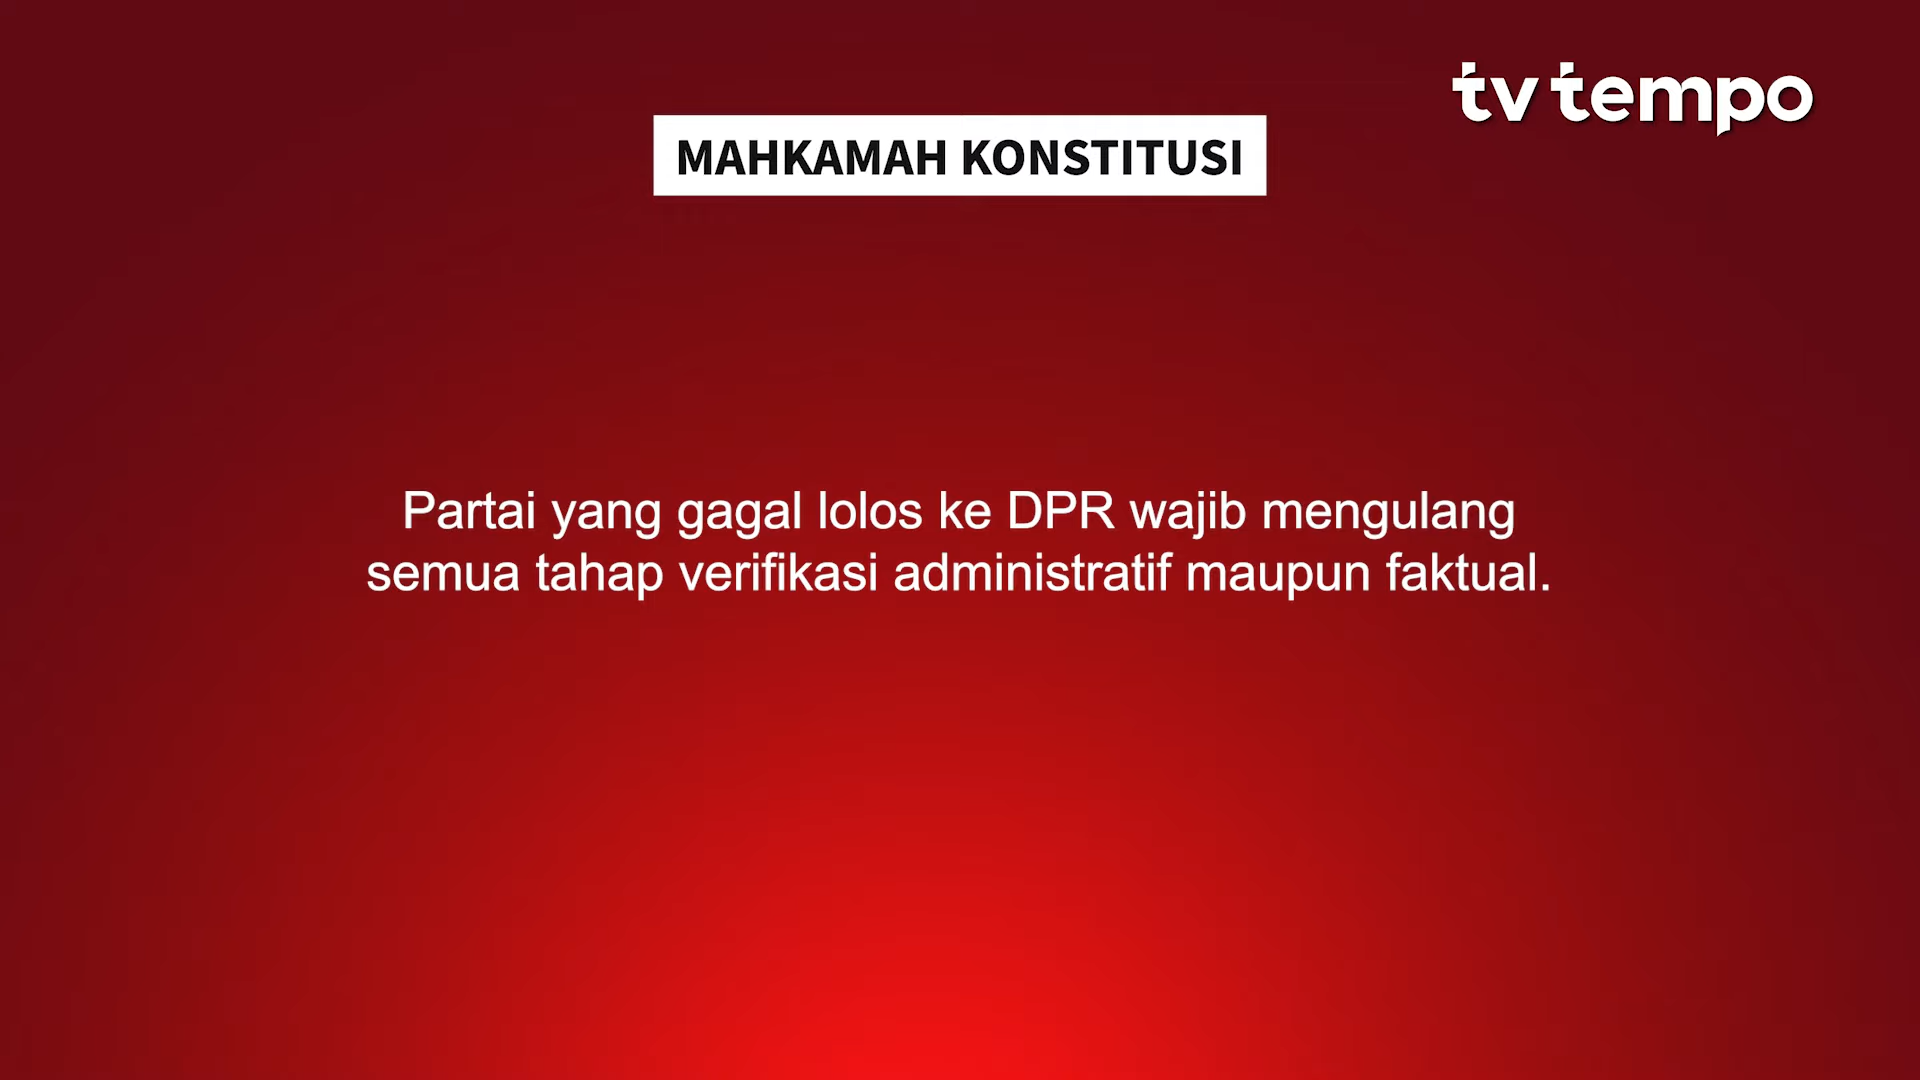 tv tempo
MAHKAMAH KONSTITUSI
Partai yang gagal lolos ke DPR wajib mengulang
semua tahap verifikasi administratif maupun faktual.